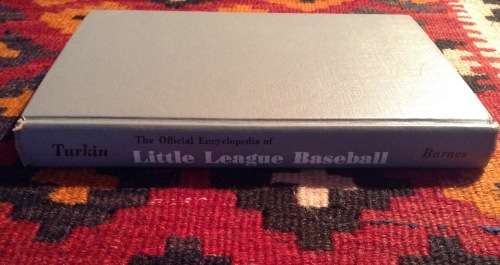 Turkin
The Official Encyclopedia of
Little League Baseball
Barnes